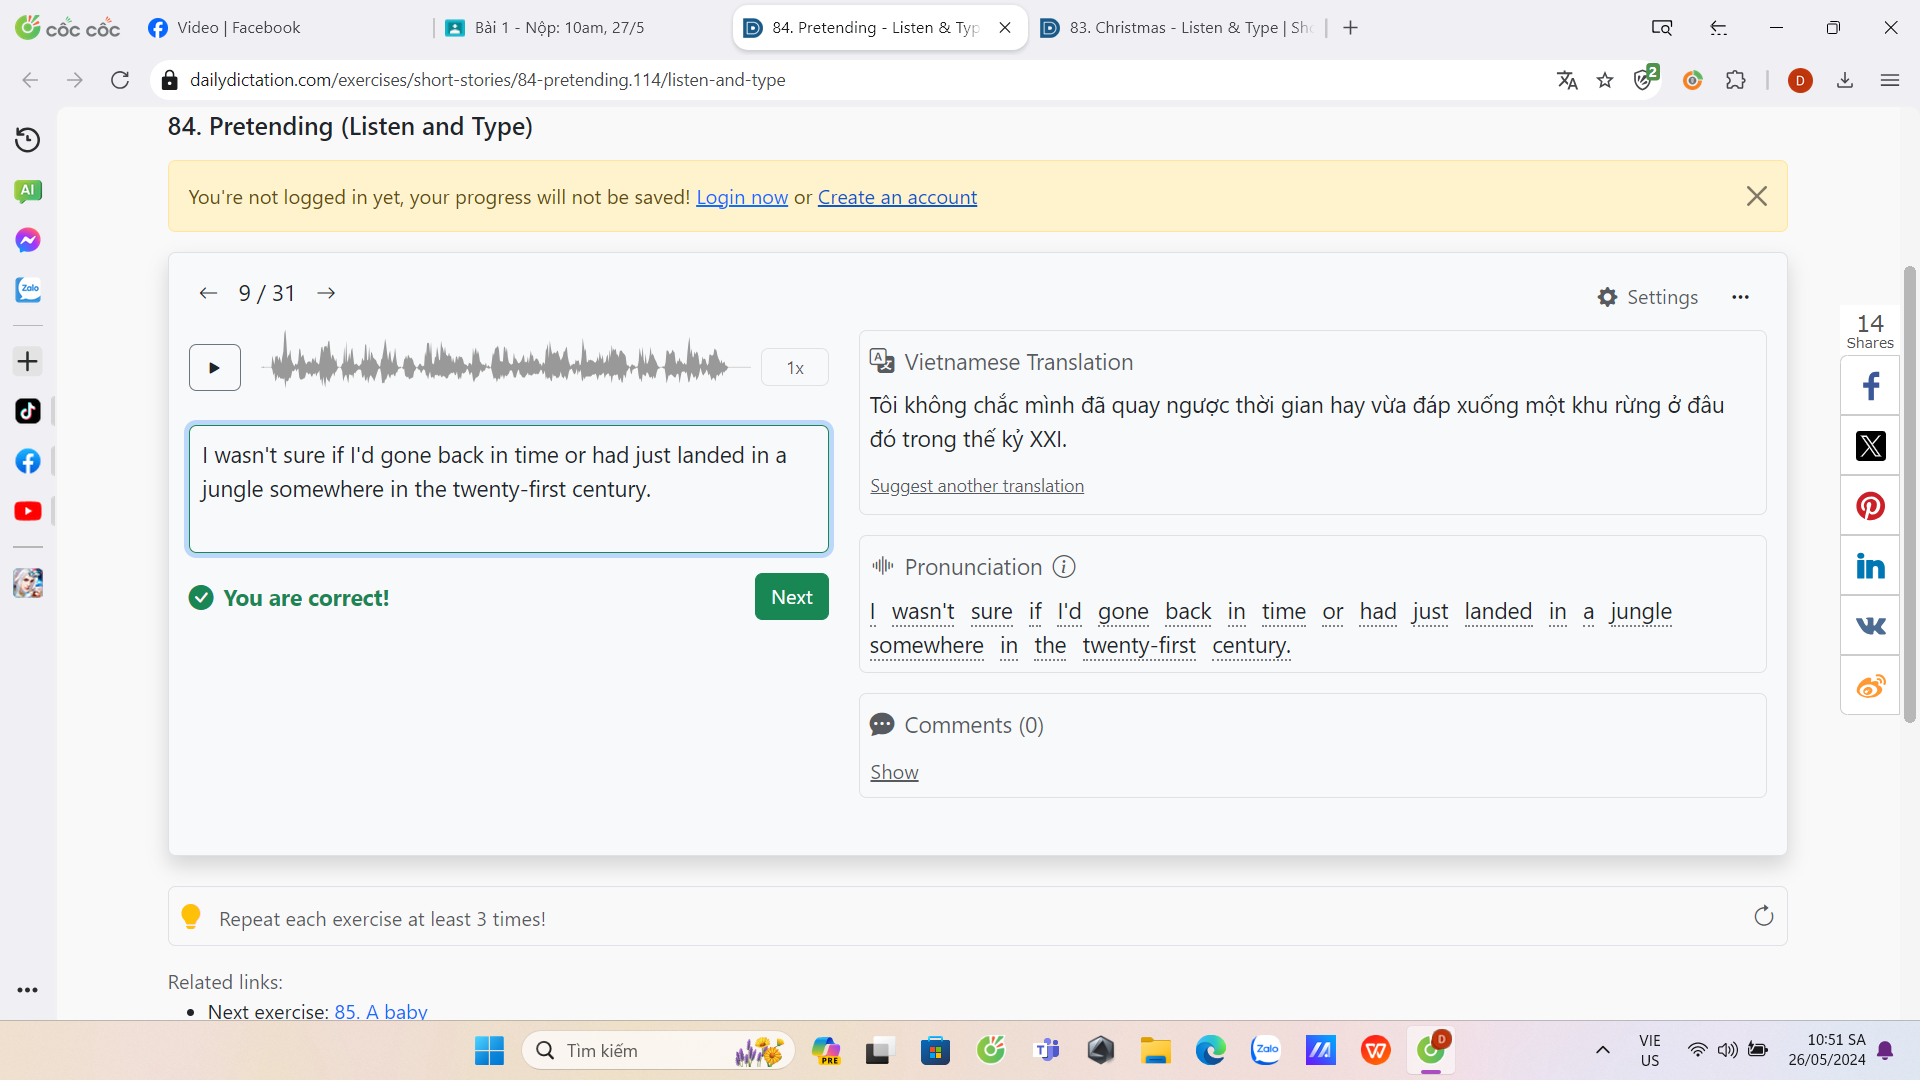 cốc cốc
Video | Facebook
Bài 1 - Nộp: 10am, 27/5
84. Pretending - Listen & Typ
83. Christmas - Listen & Type | Sho
dailydictation.com/exercises/short-stories/84-pretending.114/listen-and-type
2
D
84. Pretending (Listen and Type)
You're not logged in yet, your progress will not be saved! Login now or Create an account
9 / 31
Settings
1x
I wasn't sure if I'd gone back in time or had just landed in a
jungle somewhere in the twenty-first century.
You are correct!
Next
Vietnamese Translation
Tôi không chắc mình đã quay ngược thời gian hay vừa đáp xuống một khu rừng ở đâu
đó trong thế kỷ XXI.
Suggest another translation
Pronunciation
I wasn't sure if I'd gone back in time or had just landed in a jungle
somewhere in the twenty-first century.
Comments (0)
Show
14
Shares
Repeat each exercise at least 3 times!
Related links:
Next exercise: 85. A baby
AI
Zalo
Tìm kiếm
PRE
Zalo
D
VIE
US
10:51 SA
26/05/2024